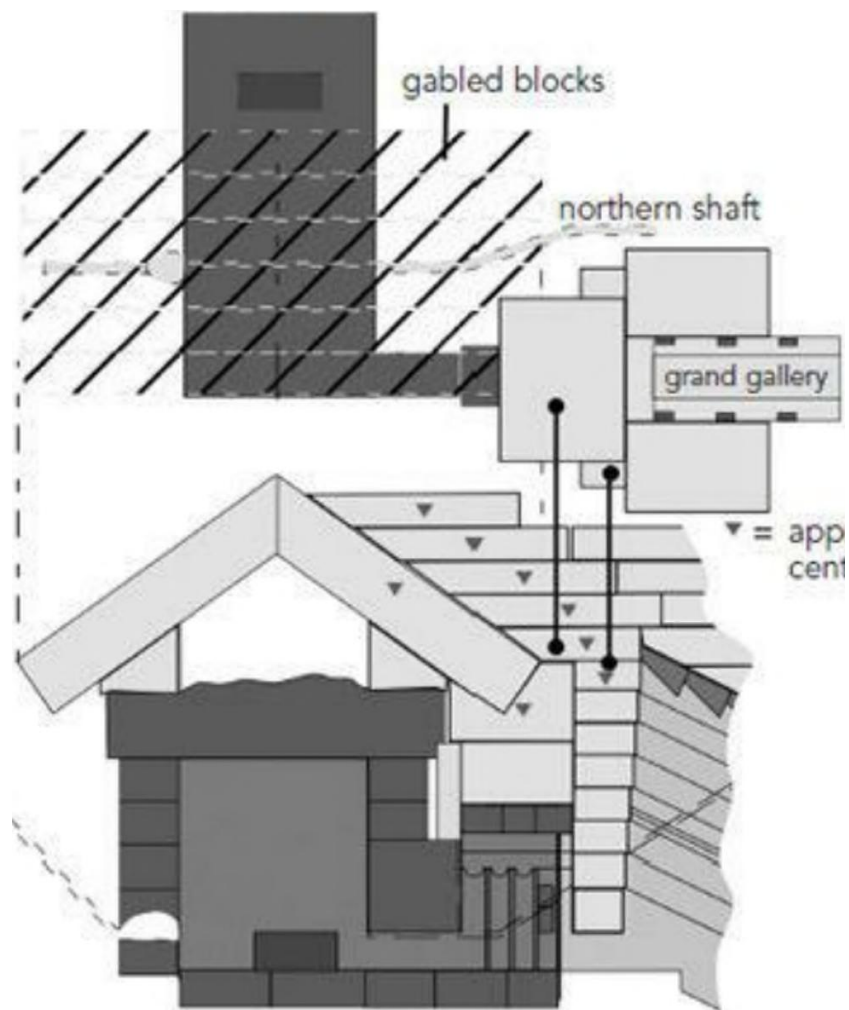 gabled blocks
northern shaft
grand gallery
= app
cent